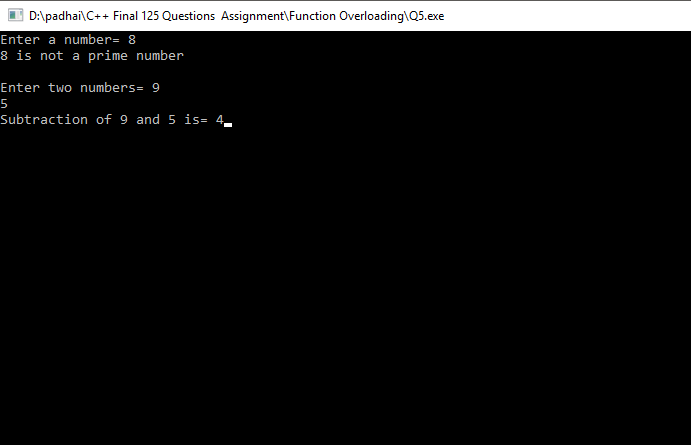 D:\padhai\C++ Final 125 Questions  Assignment\Function Overloading\Q5.exe
Enter a number= 8
8 is not a prime number
Enter two numbers= 9
5
Subtraction of 9 and 5 is= 4